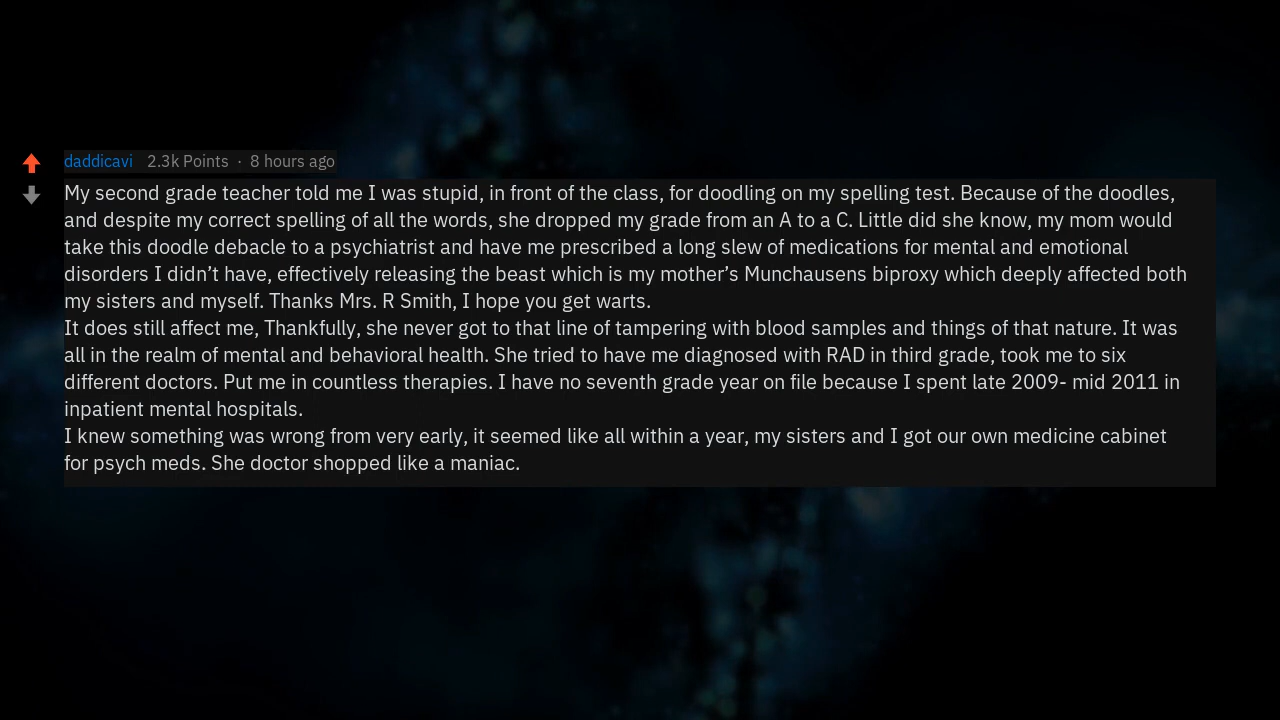 daddicavi 2.3k Points · 8 hours ago
My second grade teacher told me I was stupid, in front of the class, for doodling on my spelling test. Because of the doodles,
and despite my correct spelling of all the words, she dropped my grade from an A to a C. Little did she know, my mom would
take this doodle debacle to a psychiatrist and have me prescribed a long slew of medications for mental and emotional
disorders I didn’t have, effectively releasing the beast which is my mother’s Munchausens biproxy which deeply affected both
my sisters and myself. Thanks Mrs. R Smith, I hope you get warts.
It does still affect me, Thankfully, she never got to that line of tampering with blood samples and things of that nature. It was
all in the realm of mental and behavioral health. She tried to have me diagnosed with RAD in third grade, took me to six
different doctors. Put me in countless therapies. I have no seventh grade year on file because I spent late 2009- mid 2011 in
inpatient mental hospitals.
I knew something was wrong from very early, it seemed like all within a year, my sisters and I got our own medicine cabinet
for psych meds. She doctor shopped like a maniac.